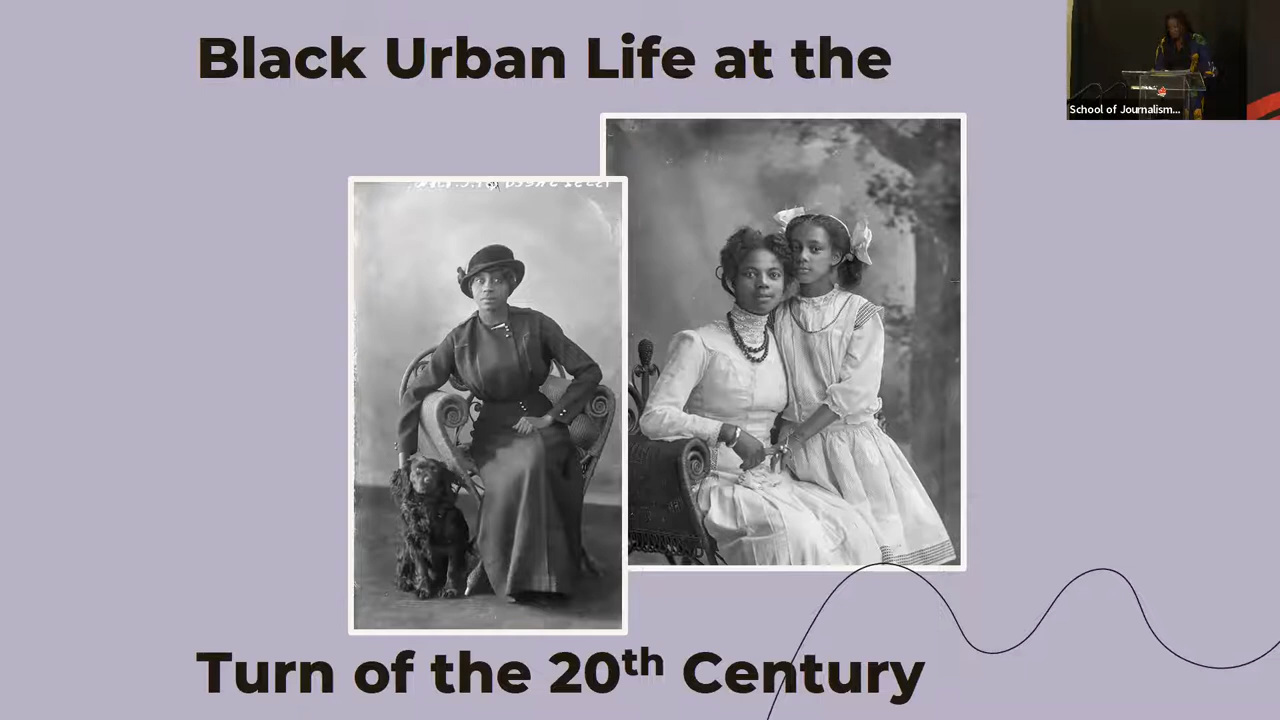 Black Urban Life at the
School of Journalism...
Turn of the 20th Century